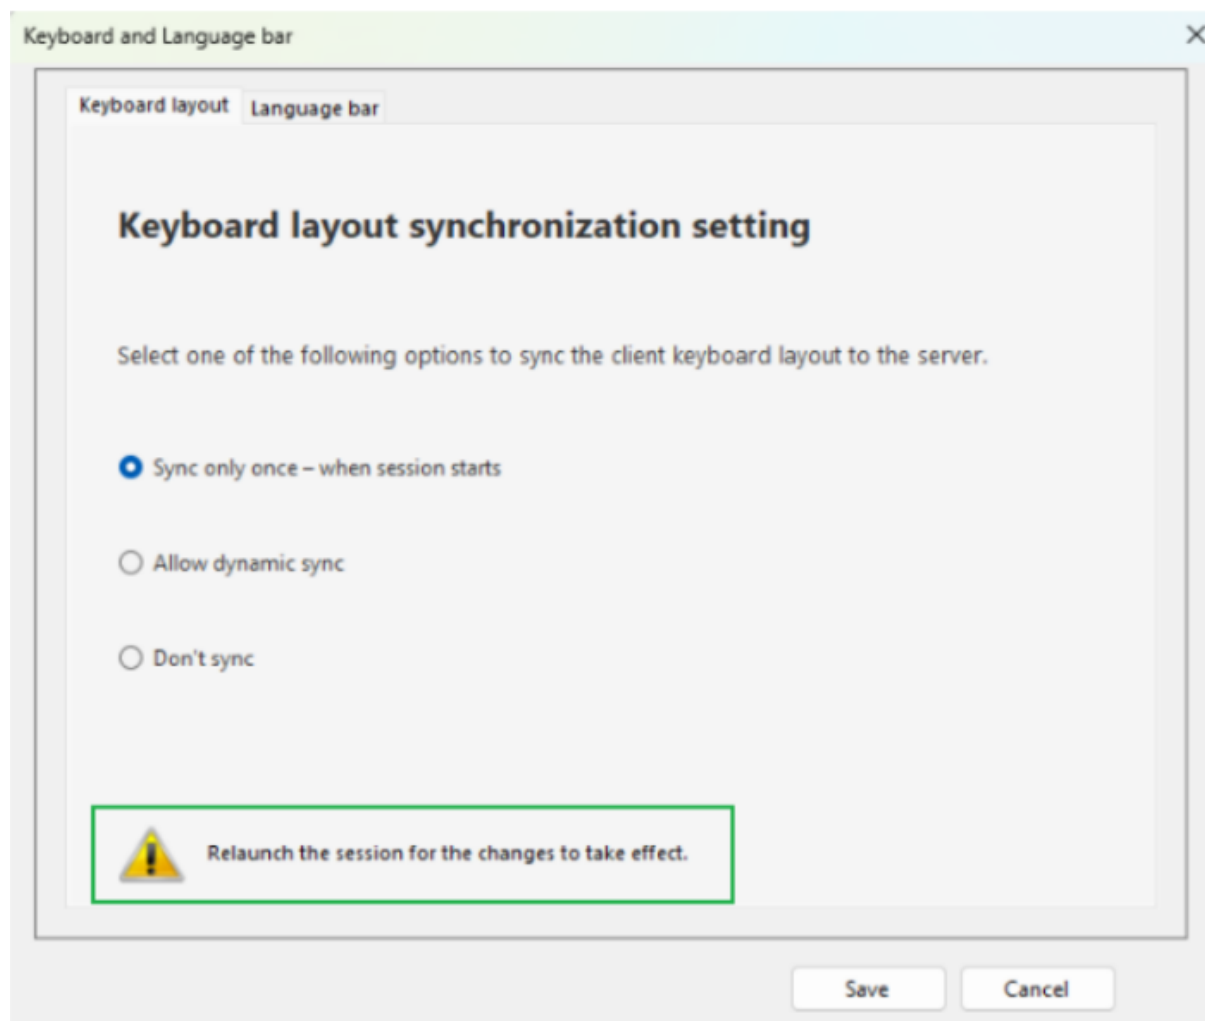 Keyboard and Language bar
Keyboard layout
Language bar
Keyboard layout synchronization setting
Select one of the following options to sync the client keyboard layout to the server.
Sync only once – when session starts
Allow dynamic sync
Don't sync
Relaunch the session for the changes to take effect.
Save
Cancel